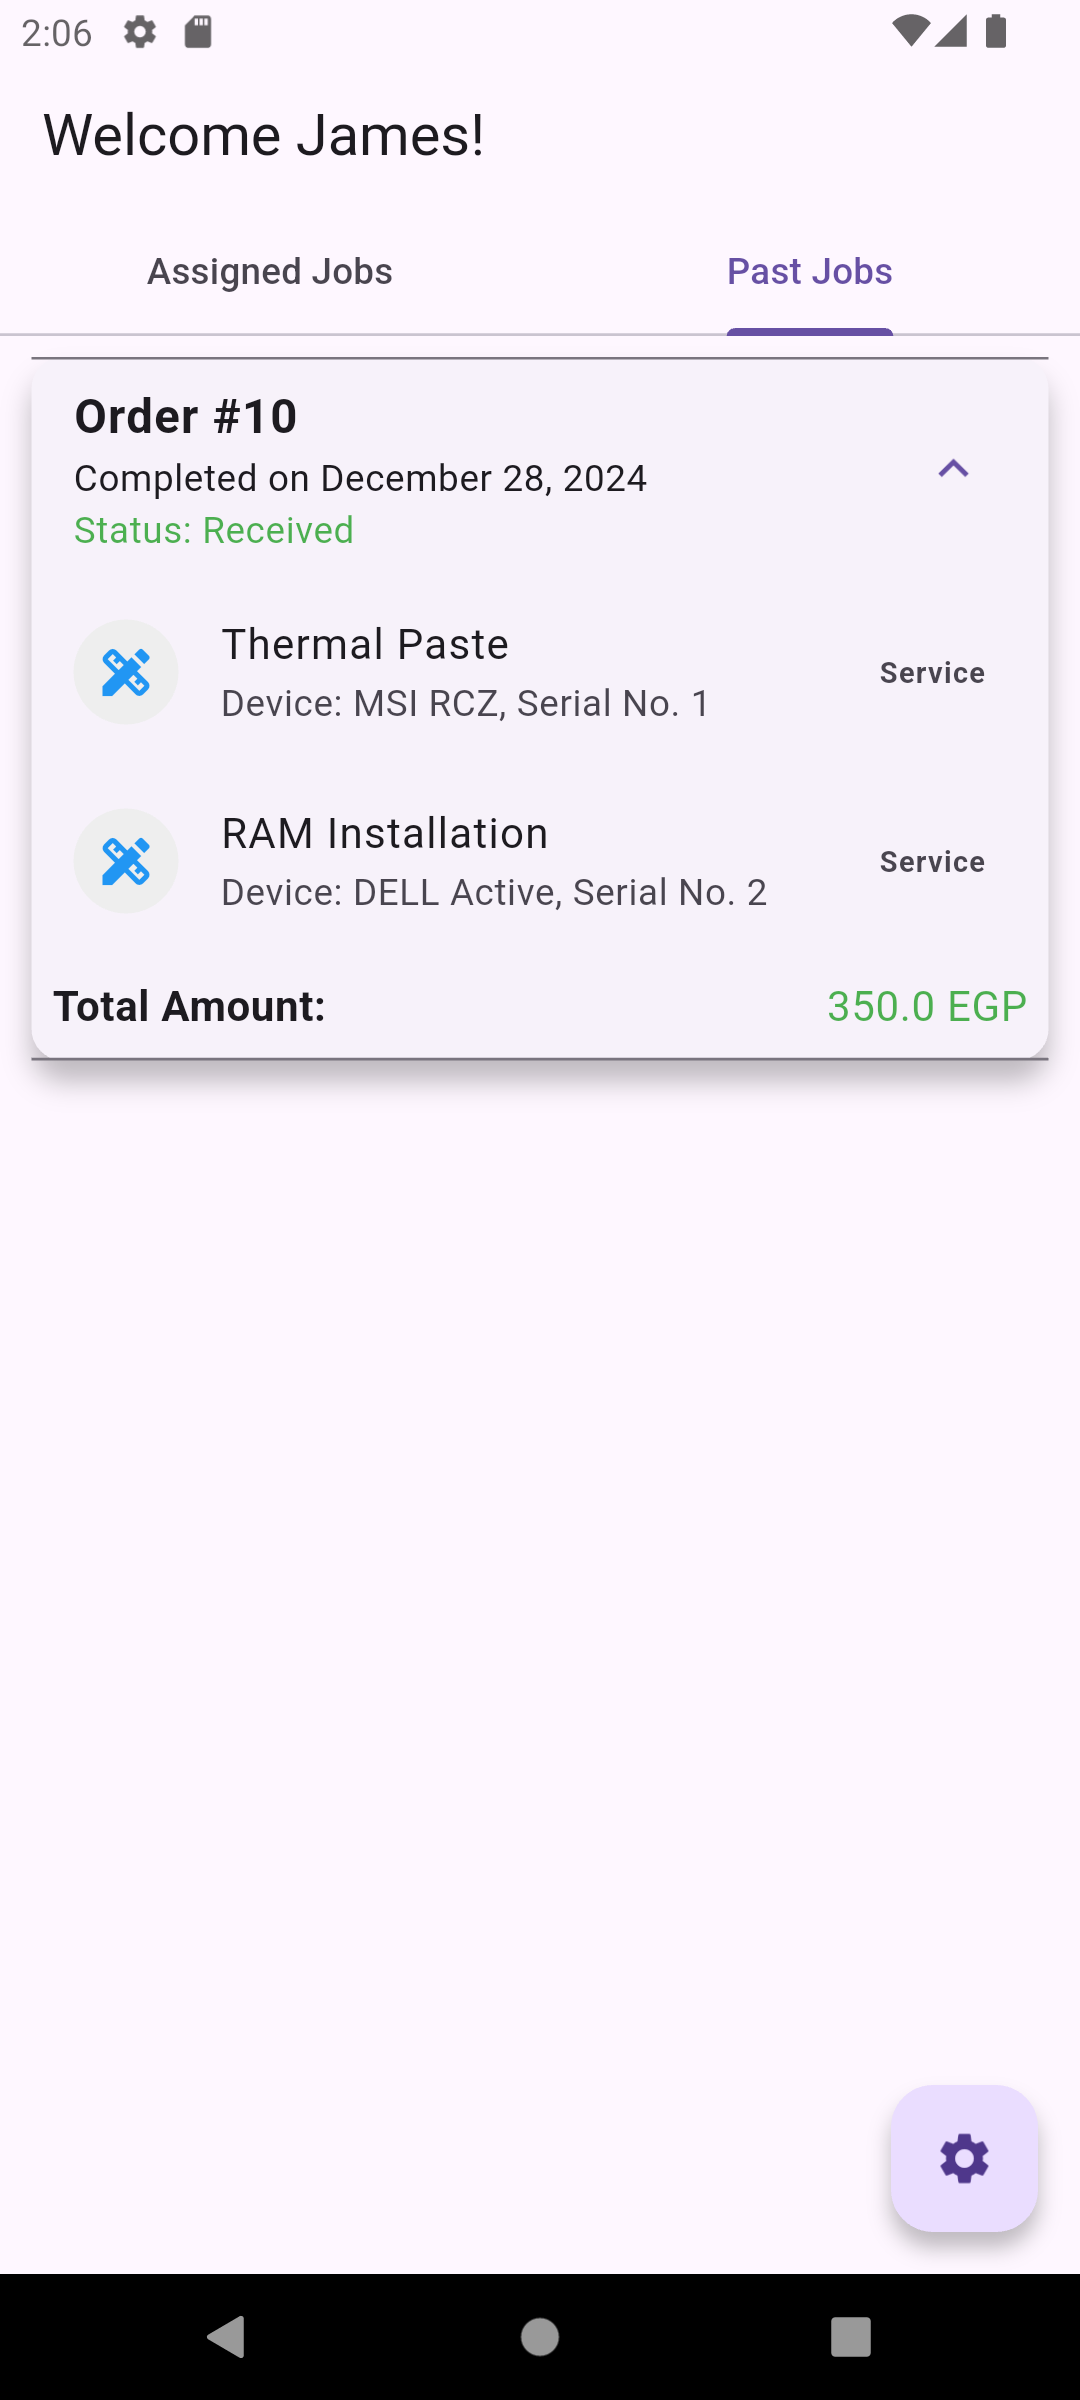 2:06
Welcome James!
Assigned Jobs
Past Jobs
Order #10
Completed on December 28, 2024
Status: Received
Thermal Paste
Device: MSI RCZ, Serial No. 1
Service
RAM Installation
Device: DELL Active, Serial No. 2
Service
Total Amount:
350.0 EGP